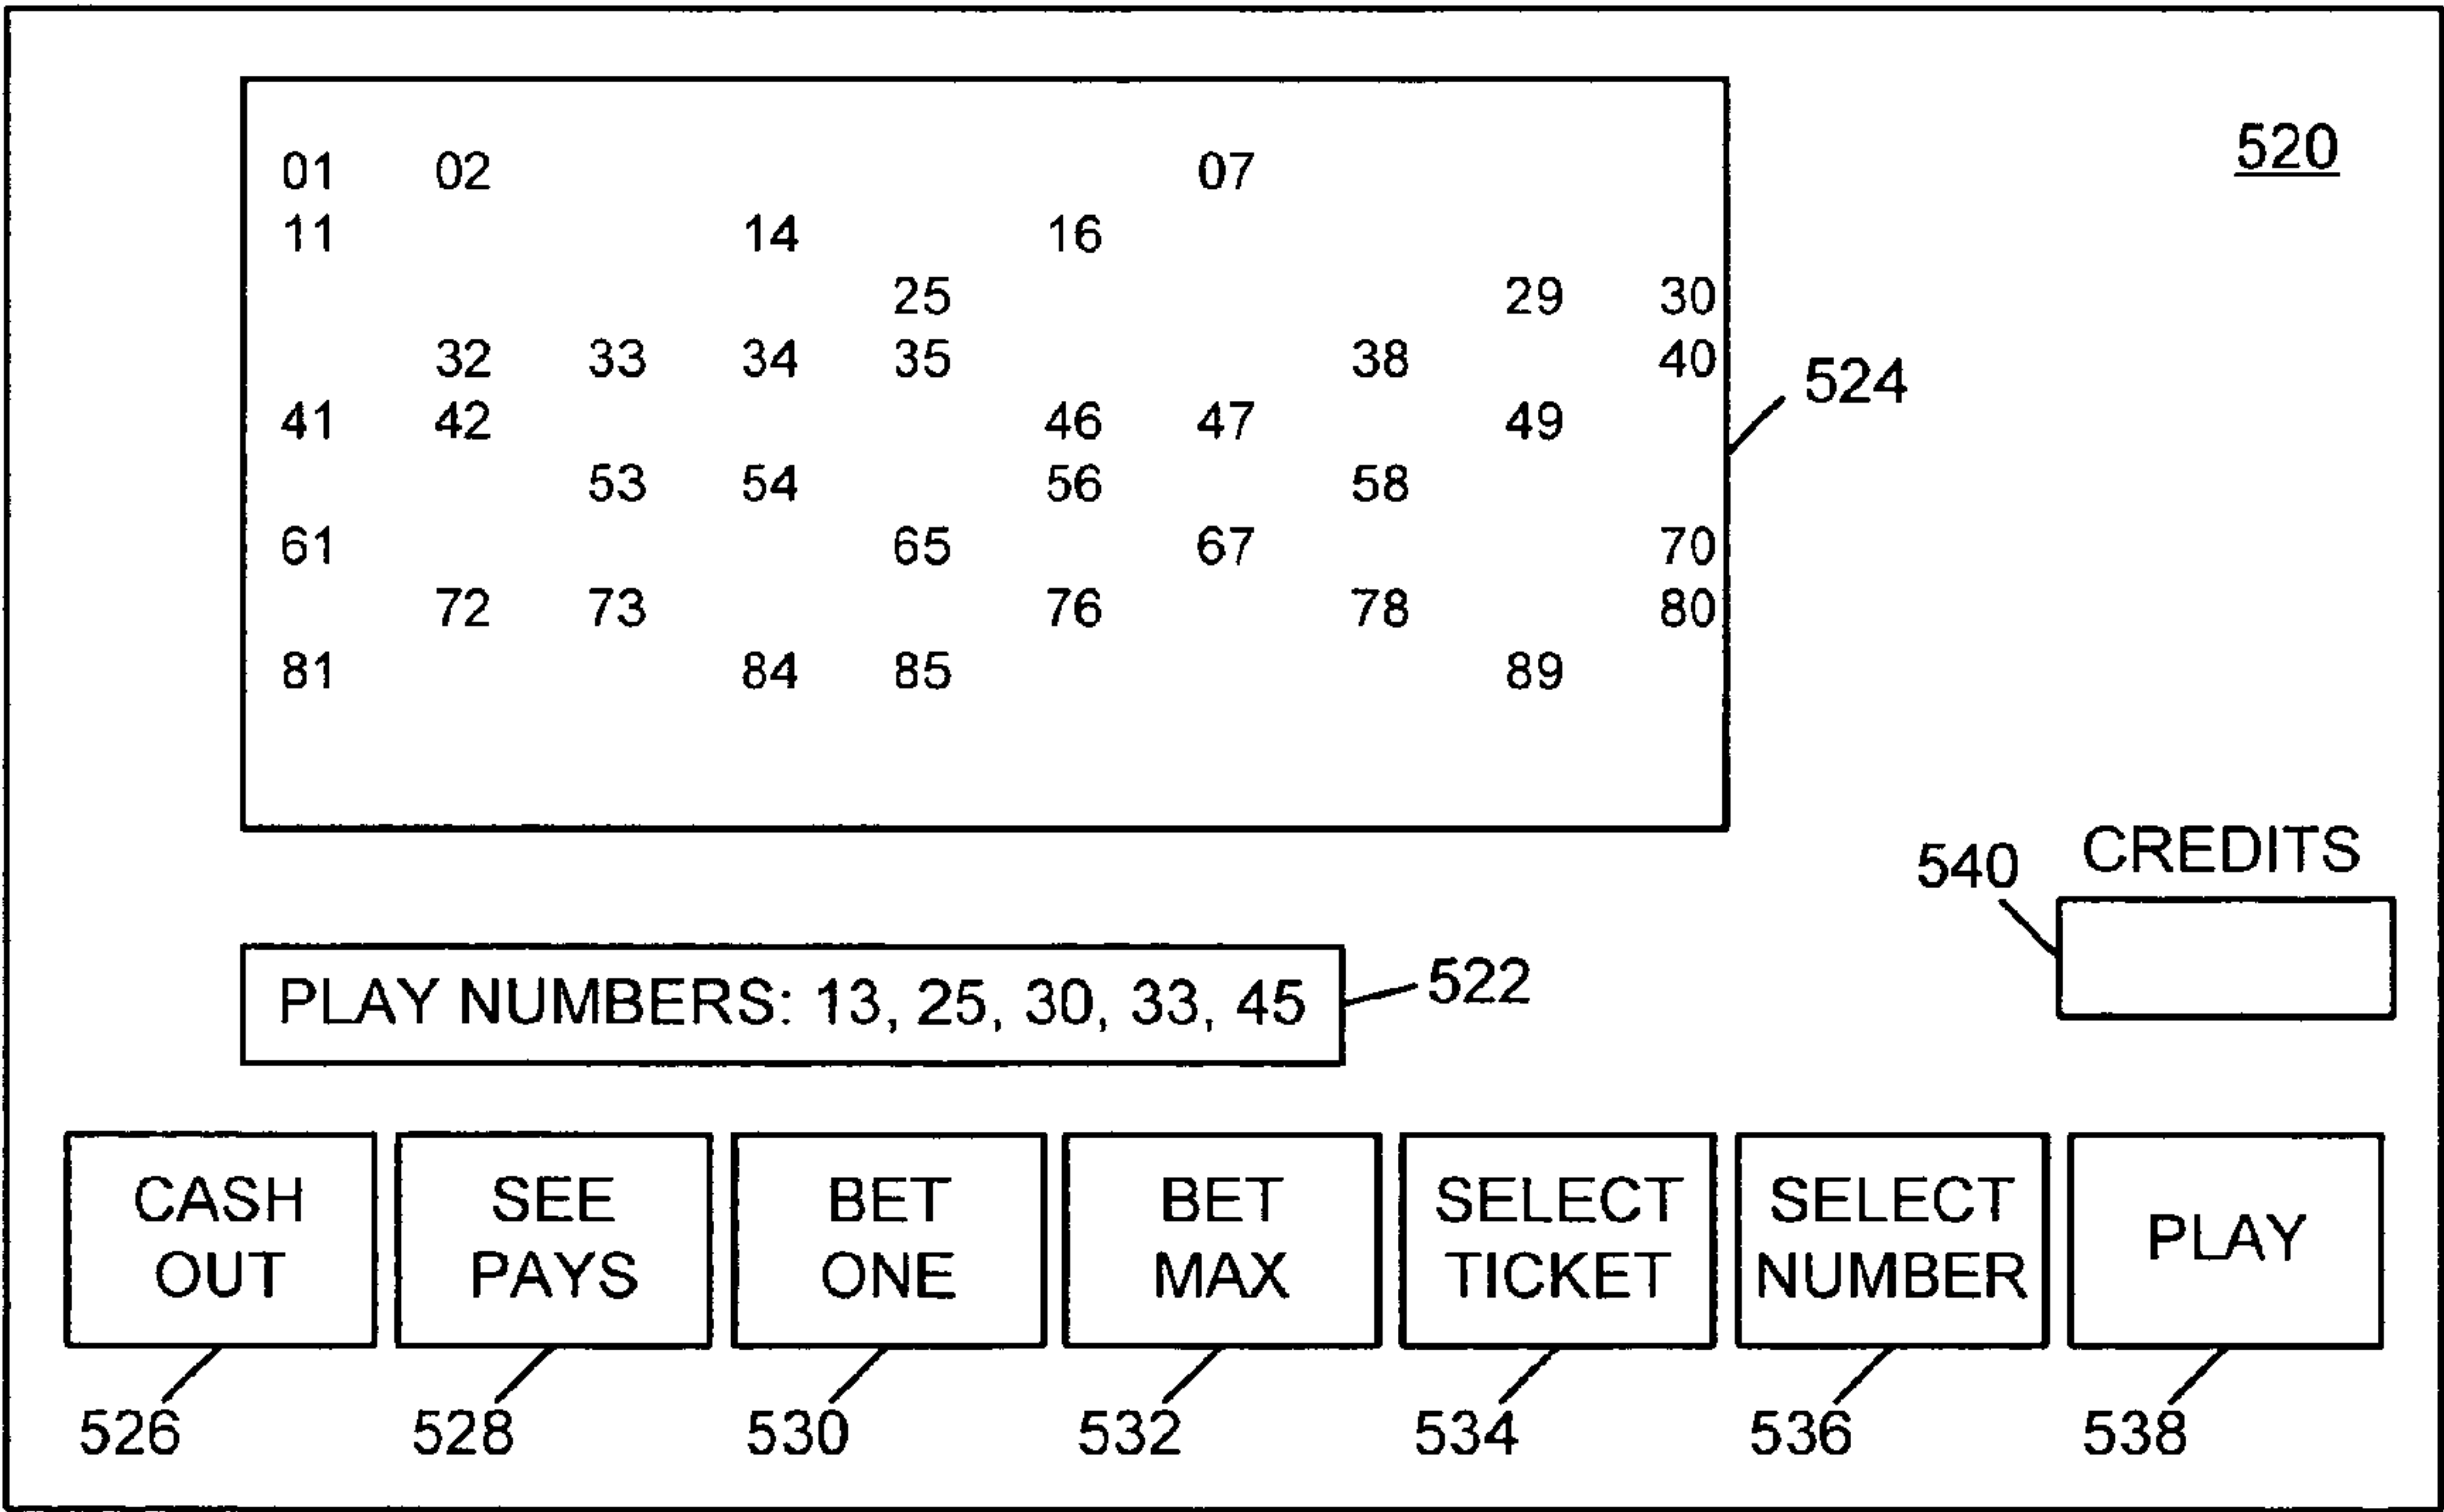 520
01 02 07
11 14 16
25 29 30
32 33 34 35 38 40
524
41 42 46 47 49
53 54 56 58
61 65 67 70
72 73 76 78 80
81 84 85 89
540 CREDITS
PLAY NUMBERS: 13, 25, 30, 33, 45
522
CASH
OUT
SEE
PAYS
BET
ONE
BET
MAX
SELECT
TICKET
SELECT
NUMBER
PLAY
526 528 530 532 534 536 538